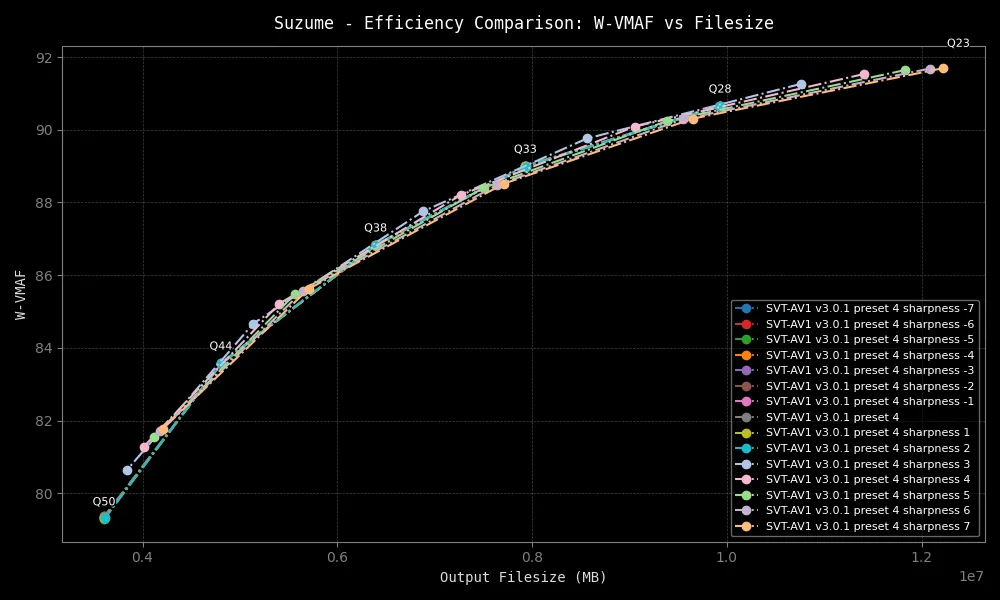 Suzume - Efficiency Comparison: W-VMAF vs Filesize
Q23
92
Q28
90
Q33
88
Q38
86
W-VMAF
Q44
84
82
80
Q50
SVT-AV1 v3.0.1 preset 4 sharpness -7
SVT-AV1 v3.0.1 preset 4 sharpness -6
SVT-AV1 v3.0.1 preset 4 sharpness -5
SVT-AV1 v3.0.1 preset 4 sharpness -4
SVT-AV1 v3.0.1 preset 4 sharpness -3
SVT-AV1 v3.0.1 preset 4 sharpness -2
SVT-AV1 v3.0.1 preset 4 sharpness -1
SVT-AV1 v3.0.1 preset 4
SVT-AV1 v3.0.1 preset 4 sharpness 1
SVT-AV1 v3.0.1 preset 4 sharpness 2
SVT-AV1 v3.0.1 preset 4 sharpness 3
SVT-AV1 v3.0.1 preset 4 sharpness 4
SVT-AV1 v3.0.1 preset 4 sharpness 5
SVT-AV1 v3.0.1 preset 4 sharpness 6
SVT-AV1 v3.0.1 preset 4 sharpness 7
0.4 0.6 0.8 1.0 1.2
1e7
Output Filesize (MB)